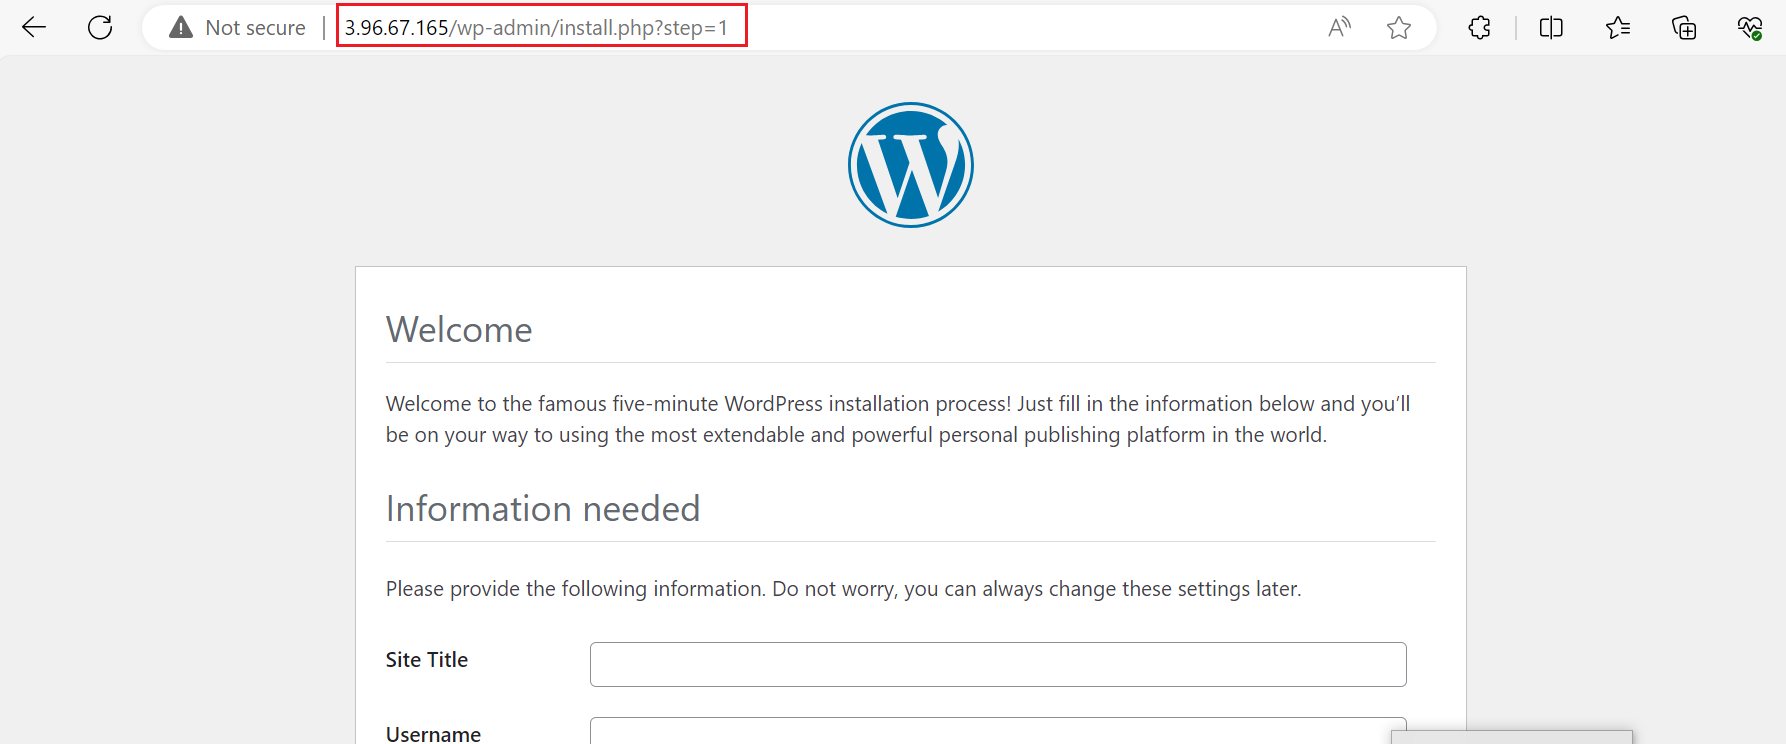 Not secure | 3.96.67.165/wp-admin/install.php?step=1
Welcome
Welcome to the famous five-minute WordPress installation process! Just fill in the information below and you’ll
be on your way to using the most extendable and powerful personal publishing platform in the world.
Information needed
Please provide the following information. Do not worry, you can always change these settings later.
Site Title
Username